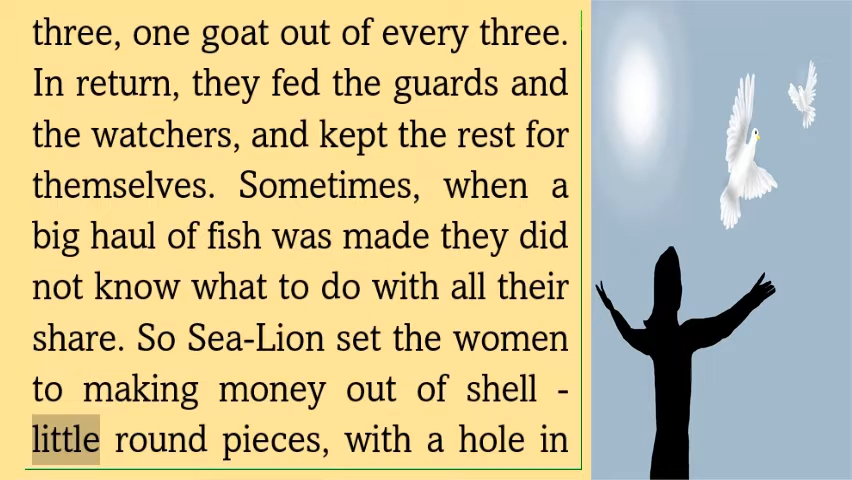 three, one goat out of every three.
In return, they fed the guards and
the watchers, and kept the rest for
themselves. Sometimes, when a
big haul of fish was made they did
not know what to do with all their
share. So Sea-Lion set the women
to making money out of shell -
little round pieces, with a hole in